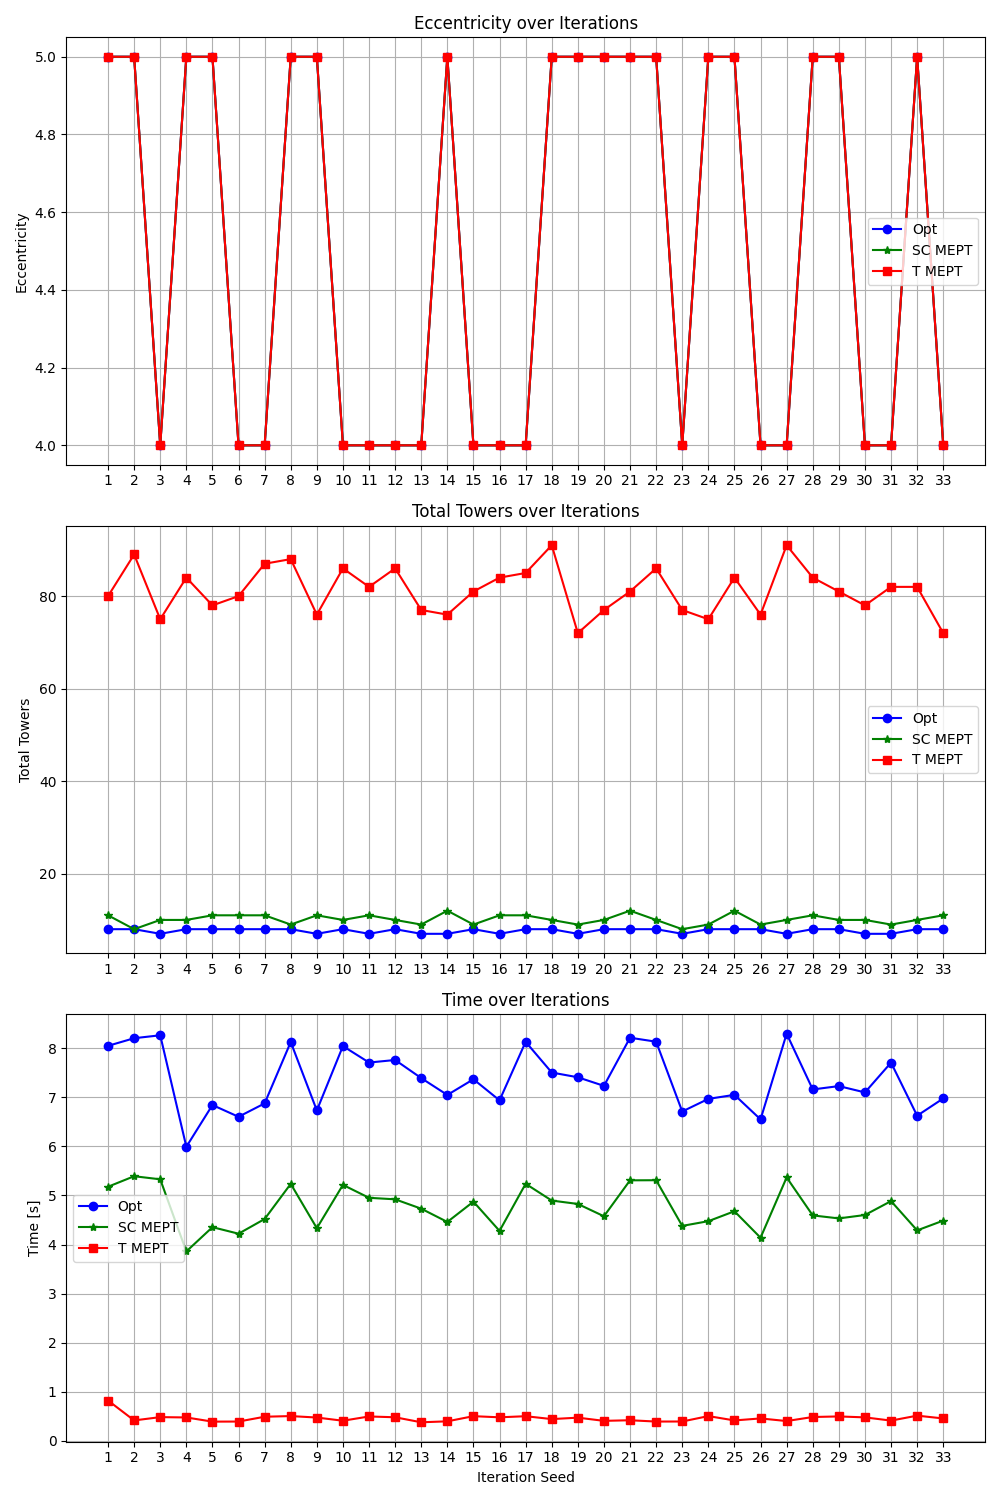 Eccentricity over Iterations
5.0
4.8
4.6
4.4
4.2
4.0
Eccentricity
Opt
SC MEPT
T MEPT
1 2 3 4 5 6 7 8 9 10 11 12 13 14 15 16 17 18 19 20 21 22 23 24 25 26 27 28 29 30 31 32 33
Total Towers over Iterations
80
60
40
20
Total Towers
Opt
SC MEPT
T MEPT
1 2 3 4 5 6 7 8 9 10 11 12 13 14 15 16 17 18 19 20 21 22 23 24 25 26 27 28 29 30 31 32 33
Time over Iterations
8
7
6
5
4
3
2
1
0
Time [s]
Opt
SC MEPT
T MEPT
1 2 3 4 5 6 7 8 9 10 11 12 13 14 15 16 17 18 19 20 21 22 23 24 25 26 27 28 29 30 31 32 33
Iteration Seed